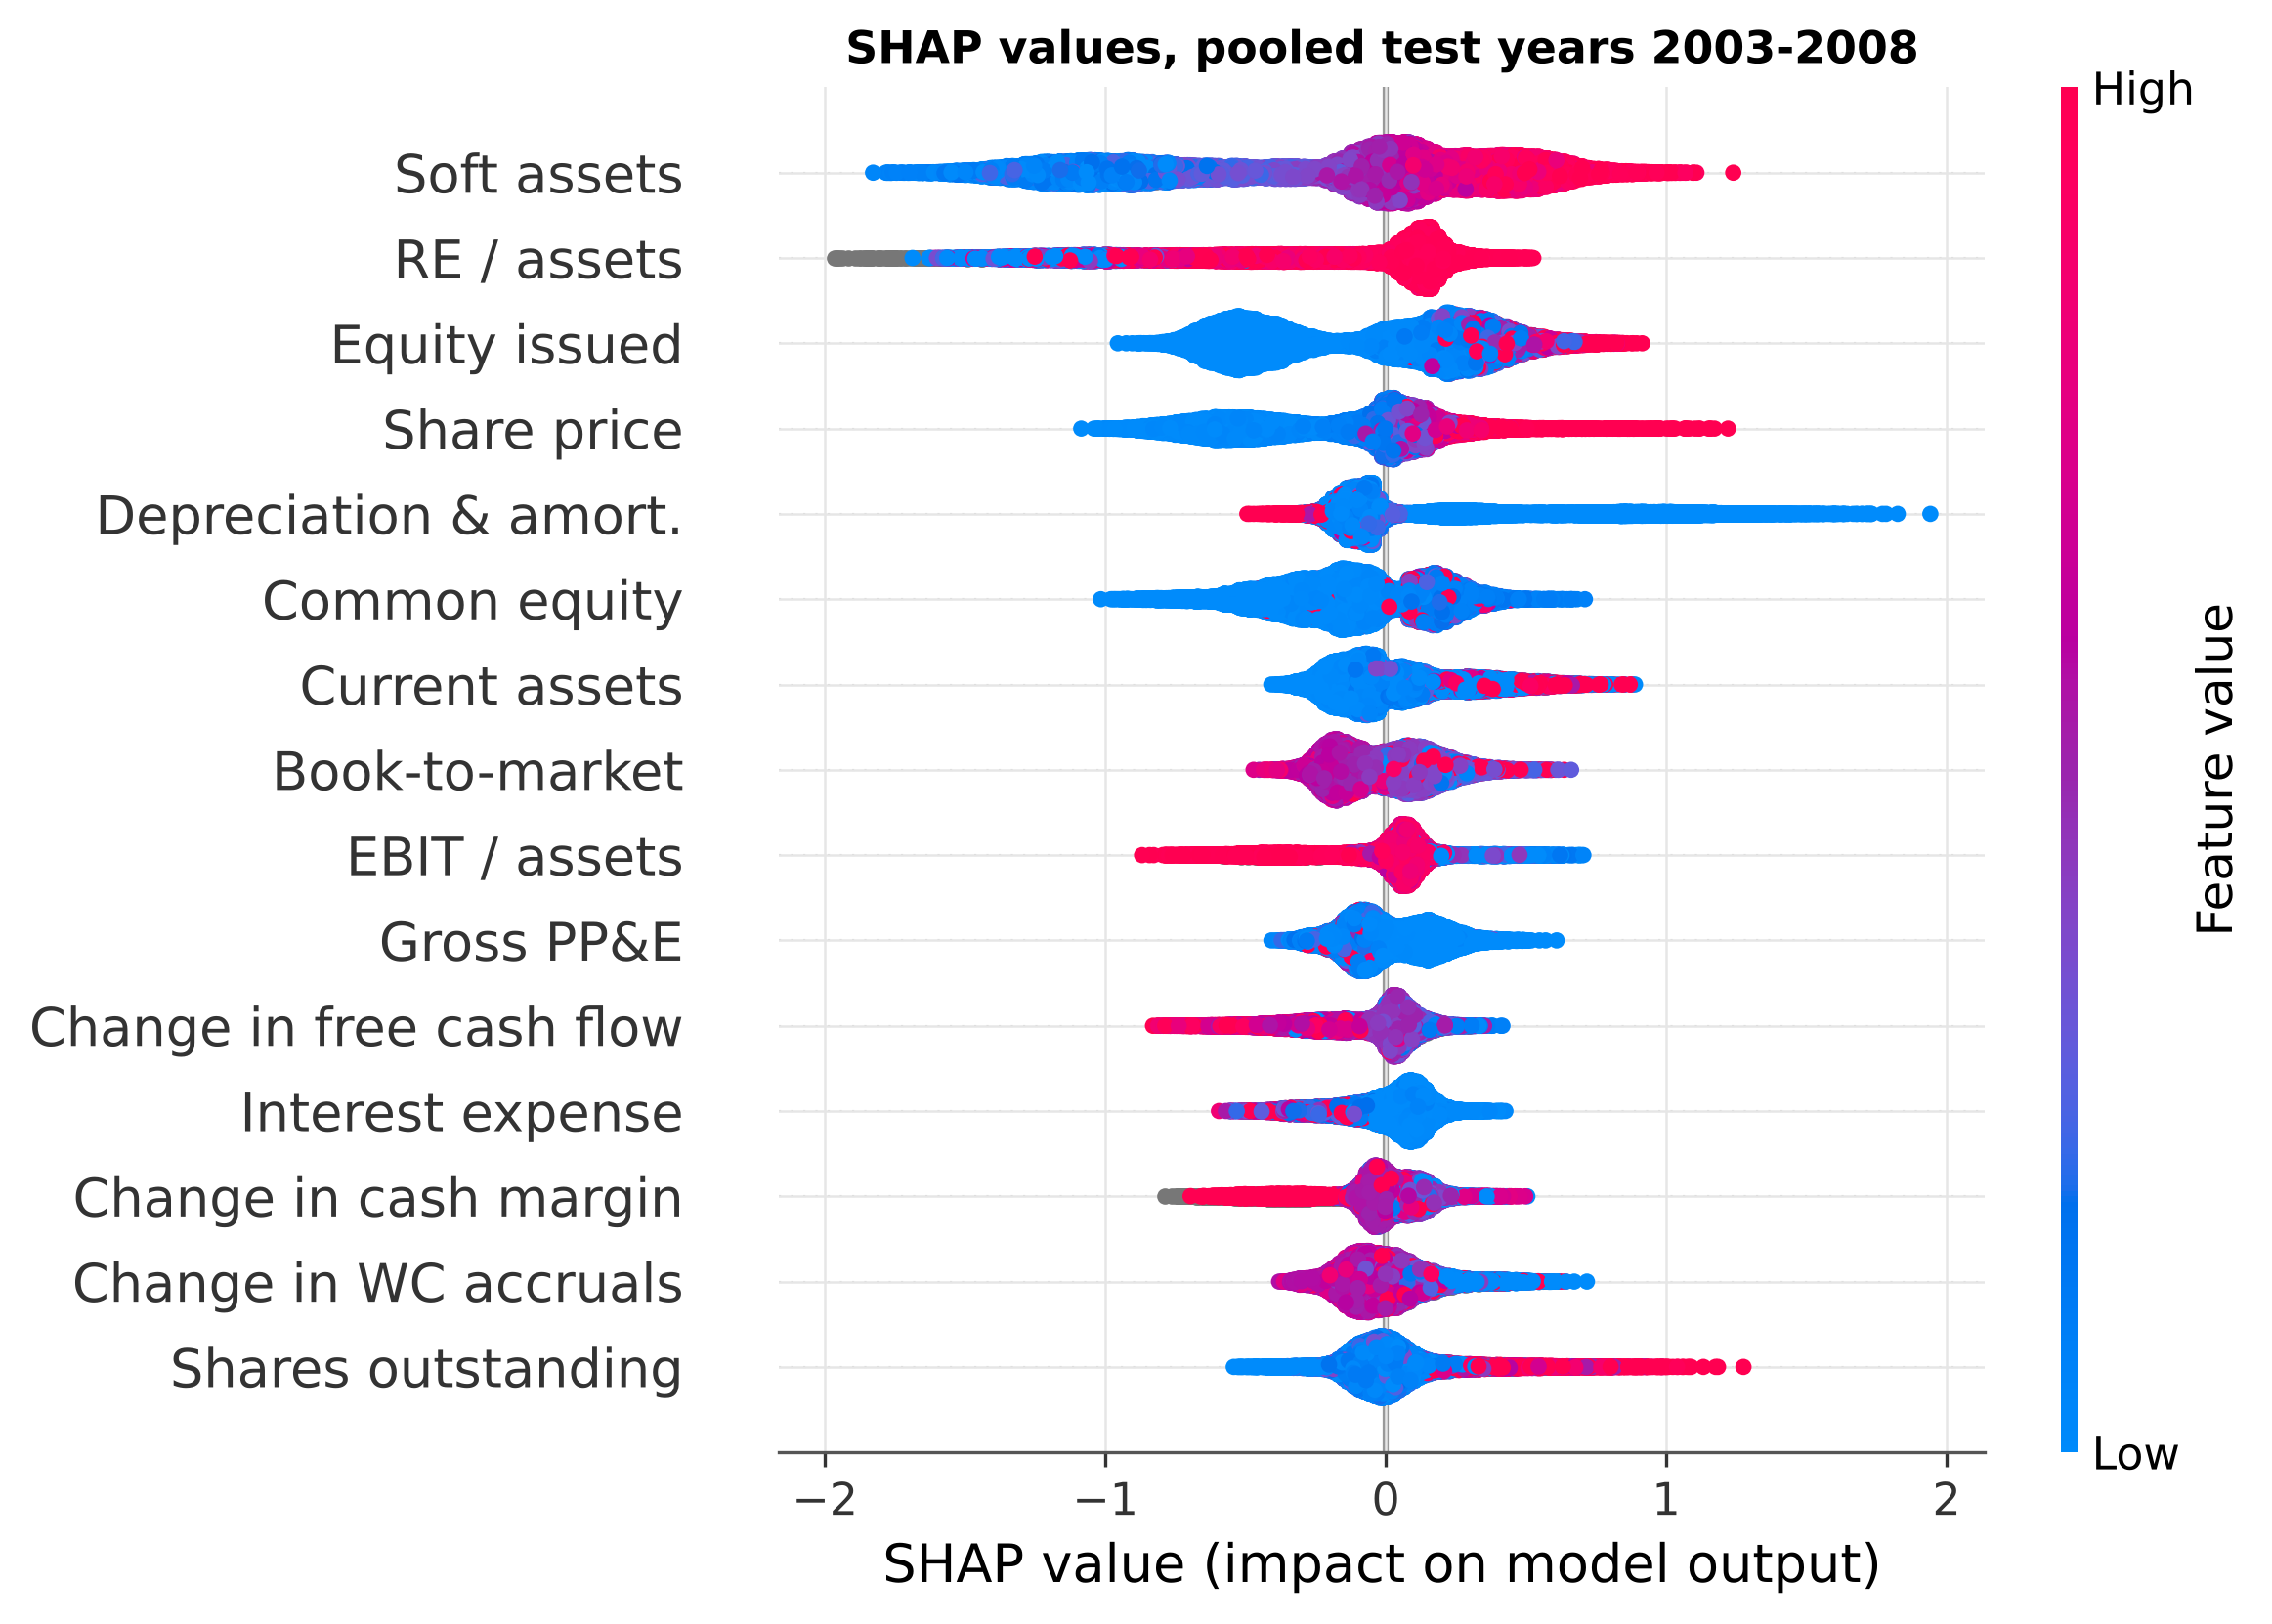 SHAP values, pooled test years 2003-2008
High
Soft assets
RE / assets
Equity issued
Share price
Depreciation & amort.
Common equity
Current assets
Book-to-market
EBIT / assets
Gross PP&E
Change in free cash flow
Interest expense
Change in cash margin
Change in WC accruals
Shares outstanding
Feature value
Low
−2
−1
0
1
2
SHAP value (impact on model output)